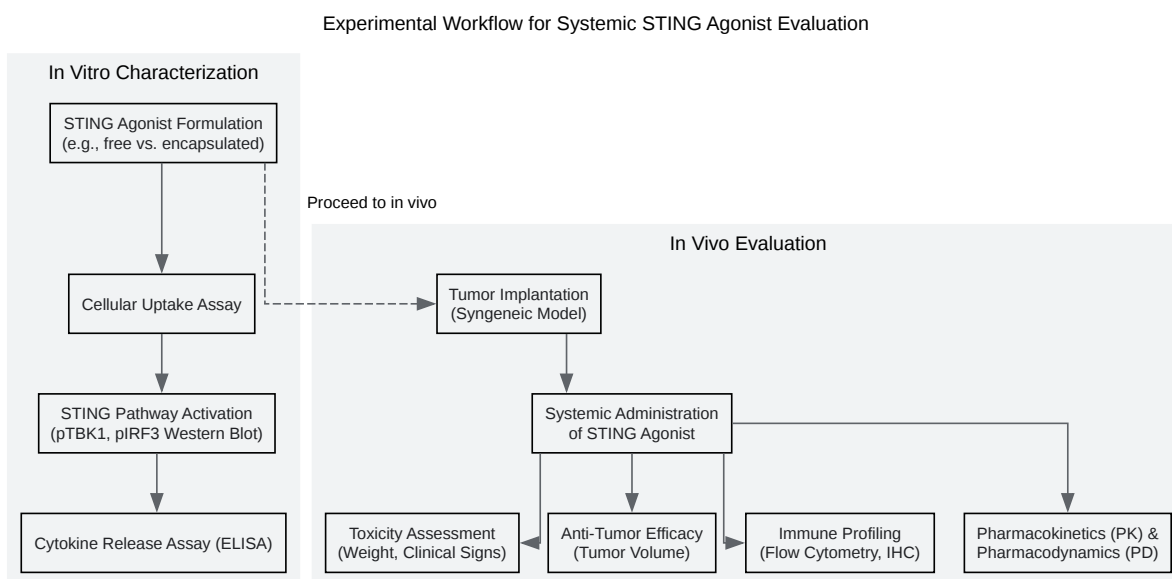 Experimental Workflow for Systemic STING Agonist Evaluation
In Vitro Characterization
STING Agonist Formulation
(e.g., free vs. encapsulated)
Cellular Uptake Assay
STING Pathway Activation
(pTBK1, pIRF3 Western Blot)
Cytokine Release Assay (ELISA)
Proceed to in vivo
In Vivo Evaluation
Tumor Implantation
(Syngeneic Model)
Systemic Administration
of STING Agonist
Toxicity Assessment
(Weight, Clinical Signs)
Anti-Tumor Efficacy
(Tumor Volume)
Immune Profiling
(Flow Cytometry, IHC)
Pharmacokinetics (PK) &
Pharmacodynamics (PD)